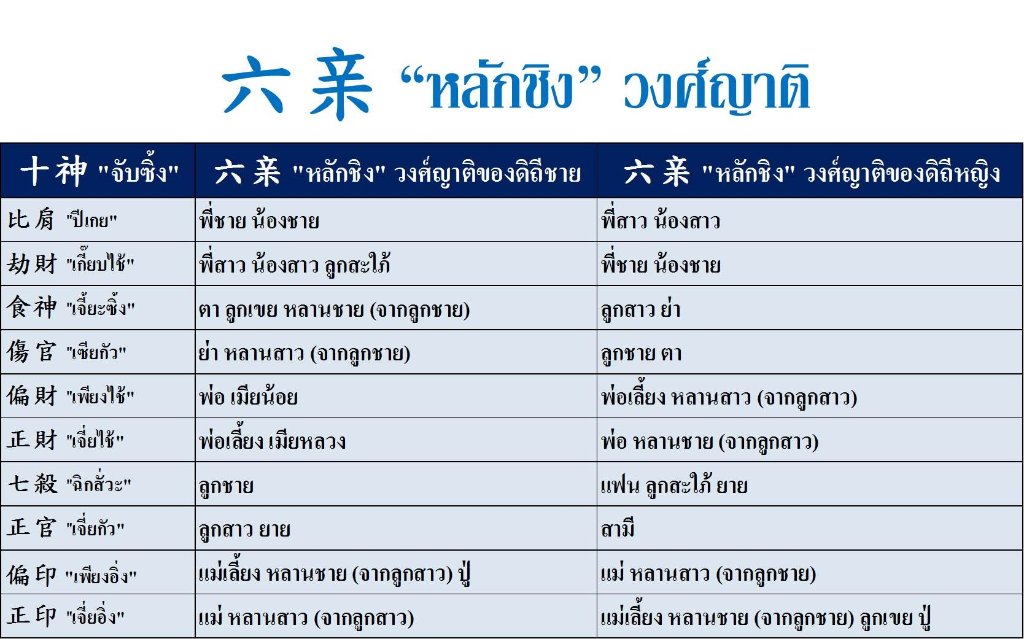 六 亲 “หลักชิง” วงศ์ญาติ
十 神 "จับซิ้ง" 六 亲 "หลักชิง" วงศ์ญาติของดิถีชาย 六 亲 "หลักชิง" วงศ์ญาติของดิถีหญิง
比 肩 "ปีเกย" พี่ชาย น้องชาย พี่สาว น้องสาว
劫 財 "เกี๊ยบไช้" พี่สาว น้องสาว ลูกสะใภ้ พี่ชาย น้องชาย
食 神 "เจี้ยะซิ้ง" ตา ลูกเขย หลานชาย (จากลูกชาย) ลูกสาว ย่า
傷 官 "เซียกัว" ย่า หลานสาว (จากลูกชาย) ลูกชาย ตา
偏 財 "เพียงไช้" พ่อ เมียน้อย พ่อเลี้ยง หลานสาว (จากลูกสาว)
正 財 "เจี่ยไช้" พ่อเลี้ยง เมียหลวง พ่อ หลานชาย (จากลูกสาว)
七 殺 "ฉิกสั่วะ" ลูกชาย แฟน ลูกสะใภ้ ยาย
正 官 "เจี่ยกัว" ลูกสาว ยาย สามี
偏 印 "เพียงอิ่ง" แม่เลี้ยง หลานชาย (จากลูกสาว) ปู่ แม่ หลานสาว (จากลูกชาย)
正 印 "เจี่ยอิ่ง" แม่ หลานสาว (จากลูกสาว) แม่เลี้ยง หลานชาย (จากลูกชาย) ลูกเขย ปู่